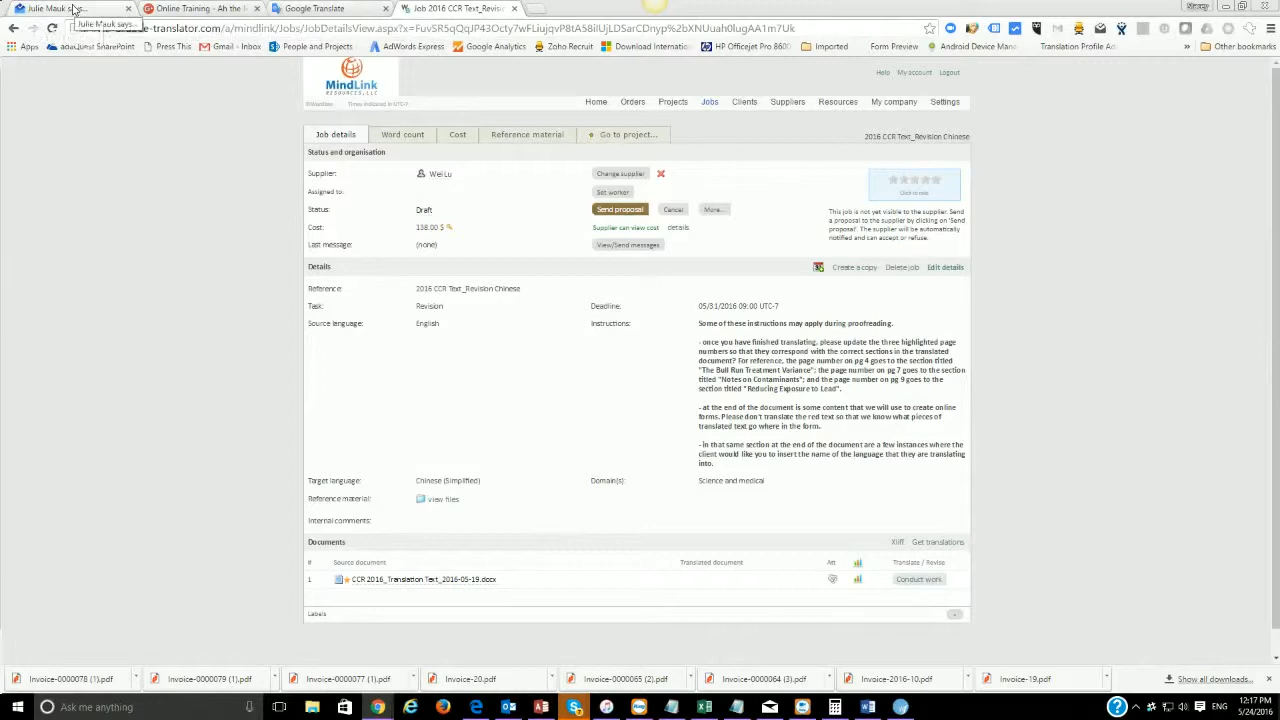 Julie Mauk s
Online Training - Ah the
Google Translate
Job 2016 CCR Text_Revisi
Julie Mauk says
e-translator.com/mindlink/Jobs/JobDetailsView.aspx?x=
Apps
SharePoint
Press This
Gmail - Inbox
People and Projects
AdWords Express
Google Analytics
Zoho Recruit
Download Internation
HP Officejet Pro 8600
Imported
Form Preview
Android Device Man
Translation Profile Ad
»
Other bookmarks
MindLink
RESOURCES, LLC
Times indicated in UTC-7
Help My account Logout
Home Orders Projects Jobs Clients Suppliers Resources My company Settings
Job details Word count Cost Reference material Go to project...
2016 CCR Text_Revision Chinese
Status and organisation
Supplier: Wei Lu Change supplier
Assigned to: Set worker
Click to rate
Status: Draft Send proposal Cancel More...
This job is not yet visible to the supplier. Send
a proposal to the supplier by clicking on 'Send
proposal'. The supplier will be automatically
notified and can accept or refuse.
Cost: 138.00 $ Supplier can view cost details
Last message: (none) View/Send messages
Details Create a copy Delete job Edit details
Reference: 2016 CCR Text_Revision Chinese
Task: Revision Deadline: 05/31/2016 09:00 UTC-7
Source language: English Instructions: Some of these instructions may apply during proofreading.
- once you have finished translating, please update the three highlighted page
numbers so that they correspond with the correct sections in the translated
document? For reference, the page number on pg 4 goes to the section titled
"The Bull Run Treatment Variance"; the page number on pg 7 goes to the section
titled "Notes on Contaminants"; and the page number on pg 9 goes to the
section titled "Reducing Exposure to Lead".
- at the end of the document is some content that we will use to create online
forms. Please don't translate the red text so that we know what pieces of
translated text go where in the form.
- in that same section at the end of the document are a few instances where the
client would like you to insert the name of the language that they are translating
into.
Target language: Chinese (Simplified) Domain(s): Science and medical
Reference material: view files
Internal comments:
Documents Xliff Get translations
# Source document Translated document Att Translate / Revise
1 CCR 2016_Translation Text_2016-05-19.docx Conduct work
Labels
Invoice-0000078 (1).pdf
Invoice-0000079 (1).pdf
Invoice-0000077 (1).pdf
Invoice-20.pdf
Invoice-0000065 (2).pdf
Invoice-0000064 (3).pdf
Invoice-2016-10.pdf
Invoice-19.pdf
Show all downloads...
Ask me anything
ENG
12:17 PM
5/24/2016